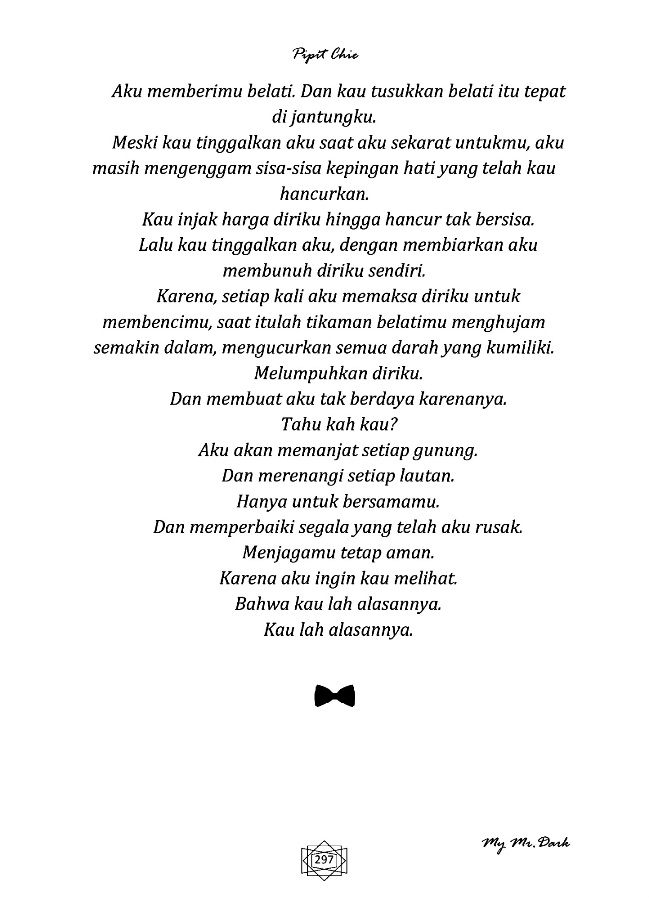 Pipit Chie
Aku memberimu belati. Dan kau tusukkan belati itu tepat
di jantungku.
Meski kau tinggalkan aku saat aku sekarat untukmu, aku
masih mengenggam sisa-sisa kepingan hati yang telah kau
hancurkan.
Kau injak harga diriku hingga hancur tak bersisa.
Lalu kau tinggalkan aku, dengan membiarkan aku
membunuh diriku sendiri.
Karena, setiap kali aku memaksa diriku untuk
membencimu, saat itulah tikaman belatimu menghujam
semakin dalam, mengucurkan semua darah yang kumiliki.
Melumpuhkan diriku.
Dan membuat aku tak berdaya karenanya.
Tahu kah kau?
Aku akan memanjat setiap gunung.
Dan merenangi setiap lautan.
Hanya untuk bersamamu.
Dan memperbaiki segala yang telah aku rusak.
Menjagamu tetap aman.
Karena aku ingin kau melihat.
Bahwa kau lah alasannya.
Kau lah alasannya.
My Mr. Dark
297